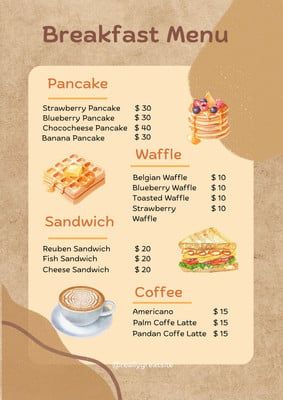 Breakfast Menu
Pancake
Strawberry Pancake $ 30
Blueberry Pancake $ 30
Chococheese Pancake $ 40
Banana Pancake $ 30
Waffle
Belgian Waffle $ 10
Blueberry Waffle $ 10
Toasted Waffle $ 10
Strawberry $ 10
Waffle
Sandwich
Reuben Sandwich $ 20
Fish Sandwich $ 20
Cheese Sandwich $ 20
Coffee
Americano $ 15
Palm Coffe Latte $ 15
Pandan Coffe Latte $ 15
@reallygreatsite